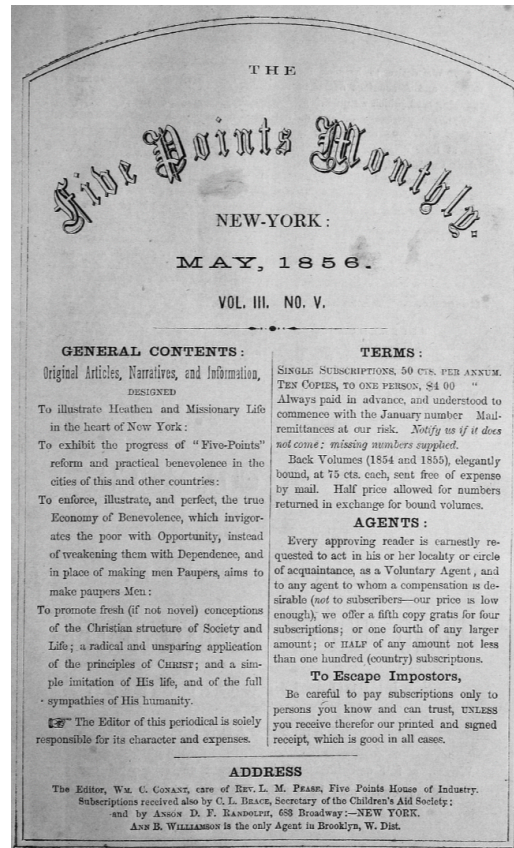 THE
Five Points Monthly.
NEW-YORK:
MAY, 1856.
VOL. III. NO. V.
GENERAL CONTENTS:
Original Articles, Narratives, and Information,
DESIGNED
To illustrate Heathen and Missionary Life
in the heart of New York:
To exhibit the progress of "Five-Points"
reform and practical benevolence in the
cities of this and other countries:
To enforce, illustrate, and perfect, the true
Economy of Benevolence, which invigor-
ates the poor with Opportunity, instead
of weakening them with Dependence, and
in place of making men Paupers, aims to
make paupers Men:
To promote fresh (if not novel) conceptions
of the Christian structure of Society and
Life; a radical and unsparing application
of the principles of CHRIST; and a sim-
ple imitation of His life, and of the full
sympathies of His humanity.
☞ The Editor of this periodical is solely
responsible for its character and expenses.
TERMS:
SINGLE SUBSCRIPTIONS, 50 CTS. PER ANNUM.
TEN COPIES, TO ONE PERSON, $4 00 "
Always paid in advance, and understood to
commence with the January number Mail-
remittances at our risk. Notify us if it does
not come; missing numbers supplied.
Back Volumes (1854 and 1855), elegantly
bound, at 75 cts. each, sent free of expense
by mail. Half price allowed for numbers
returned in exchange for bound volumes.
AGENTS:
Every approving reader is earnestly re-
quested to act in his or her locality or circle
of acquaintance, as a Voluntary Agent, and
to any agent to whom a compensation is de-
sirable (not to subscribers—our price is low
enough), we offer a fifth copy gratis for four
subscriptions; or one fourth of any larger
amount; or HALF of any amount not less
than one hundred (country) subscriptions.
To Escape Impostors,
Be careful to pay subscriptions only to
persons you know and can trust, UNLESS
you receive therefor our printed and signed
receipt, which is good in all cases.
ADDRESS
The Editor, WM. C. CONANT, care of REV. L. M. PEASE, Five Points House of Industry.
Subscriptions received also by C. L. BRACE, Secretary of the Children's Aid Society;
and by ANSON D. F. RANDOLPH, 683 Broadway:—NEW YORK.
ANN B. WILLIAMSON is the only Agent in Brooklyn, W. Dist.